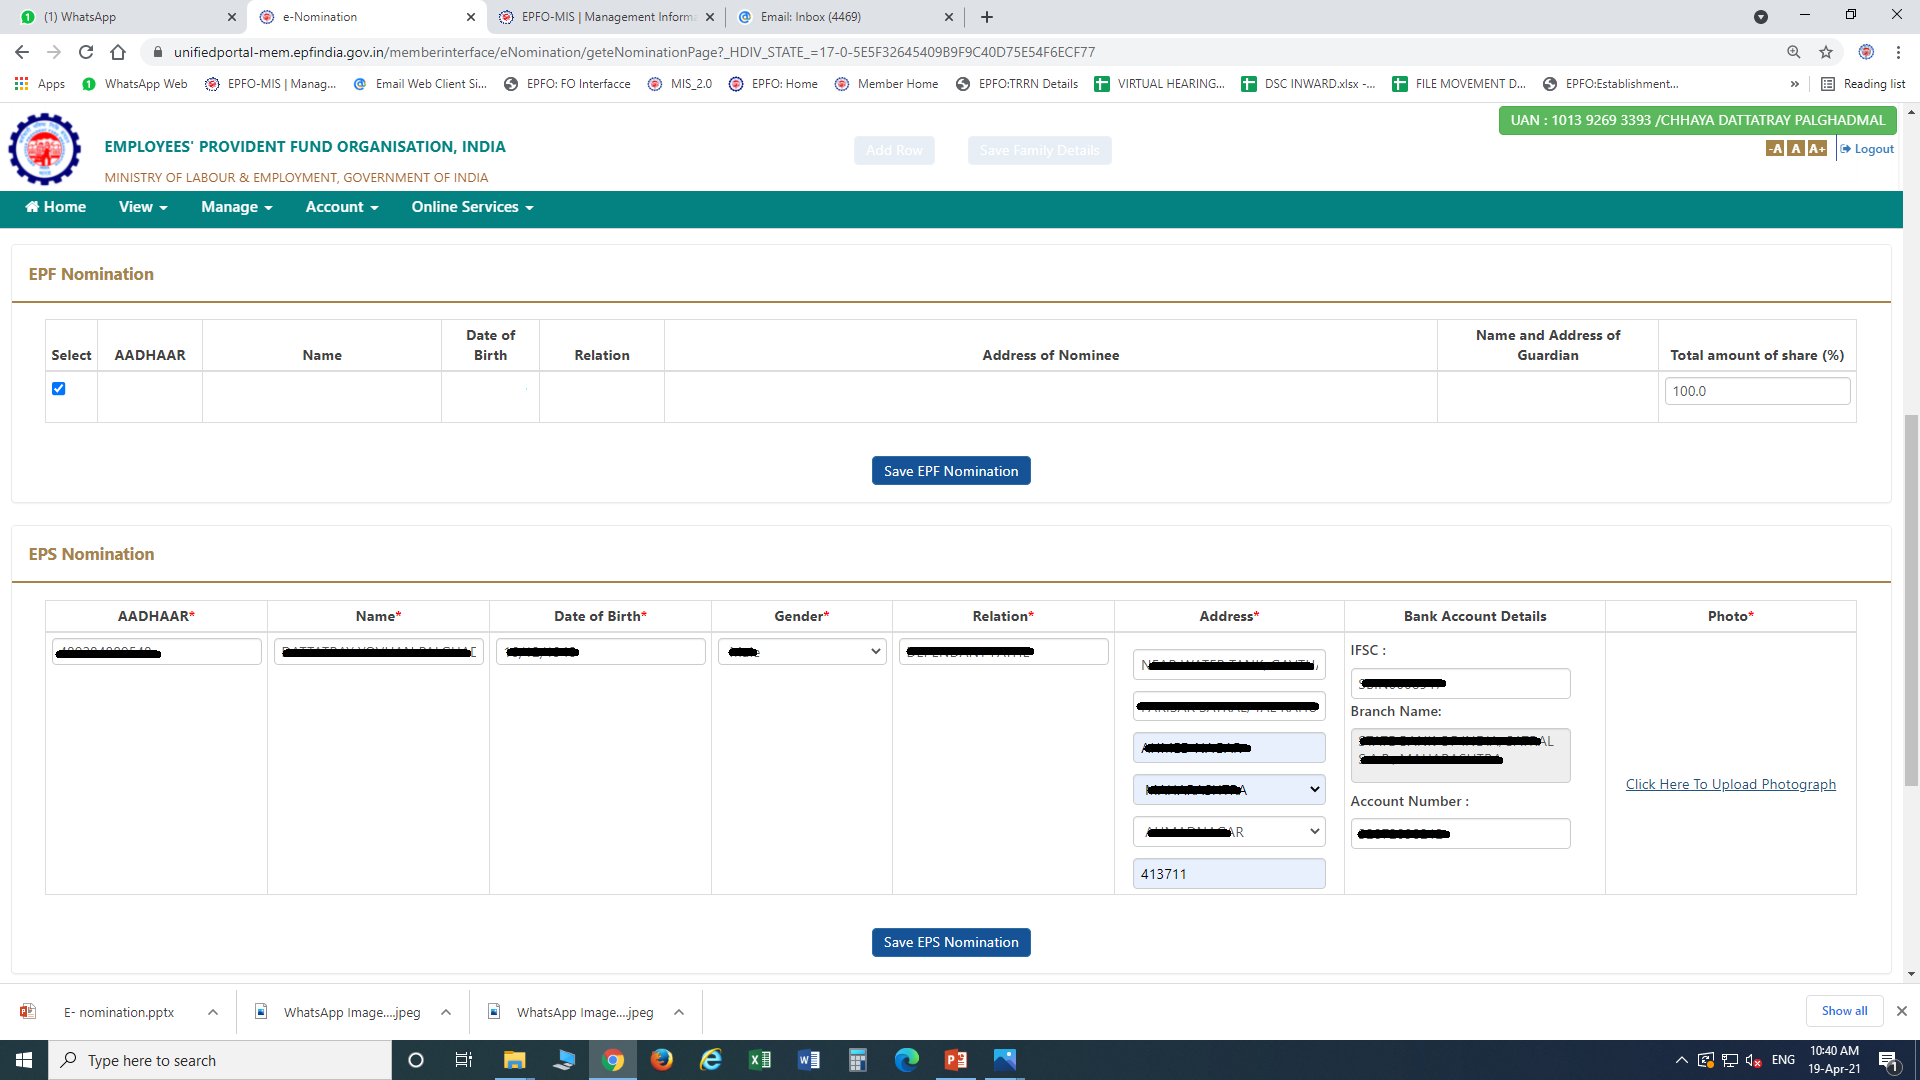 (1) WhatsApp
e-Nomination
EPFO-MIS | Management Informa
Email: Inbox (4469)
unifiedportal-mem.epfindia.gov.in/memberinterface/eNomination/geteNominationPage?_HDIV_STATE_=17-0-5E5F32645409B9F9C40D75E54F6ECF77
Apps
WhatsApp Web
EPFO-MIS | Manag...
Email Web Client Si...
EPFO: FO Interfacce
MIS_2.0
EPFO: Home
Member Home
EPFO:TRRN Details
VIRTUAL HEARING...
DSC INWARD.xlsx -...
FILE MOVEMENT D...
EPFO:Establishment...
»
Reading list
UAN : 1013 9269 3393 /CHHAYA DATTATRAY PALGHADMAL
EMPLOYEES' PROVIDENT FUND ORGANISATION, INDIA
Add Row
Save Family Details
-A A A+
Logout
MINISTRY OF LABOUR & EMPLOYMENT, GOVERNMENT OF INDIA
Home
View
Manage
Account
Online Services
EPF Nomination
Select
AADHAAR
Name
Date of Birth
Relation
Address of Nominee
Name and Address of Guardian
Total amount of share (%)
100.0
Save EPF Nomination
EPS Nomination
AADHAAR*
Name*
Date of Birth*
Gender*
Relation*
Address*
Bank Account Details
Photo*
IFSC :
Branch Name:
Click Here To Upload Photograph
Account Number :
413711
Save EPS Nomination
E- nomination.pptx
WhatsApp Image....jpeg
WhatsApp Image....jpeg
Show all
Type here to search
ENG
10:40 AM
19-Apr-21
1